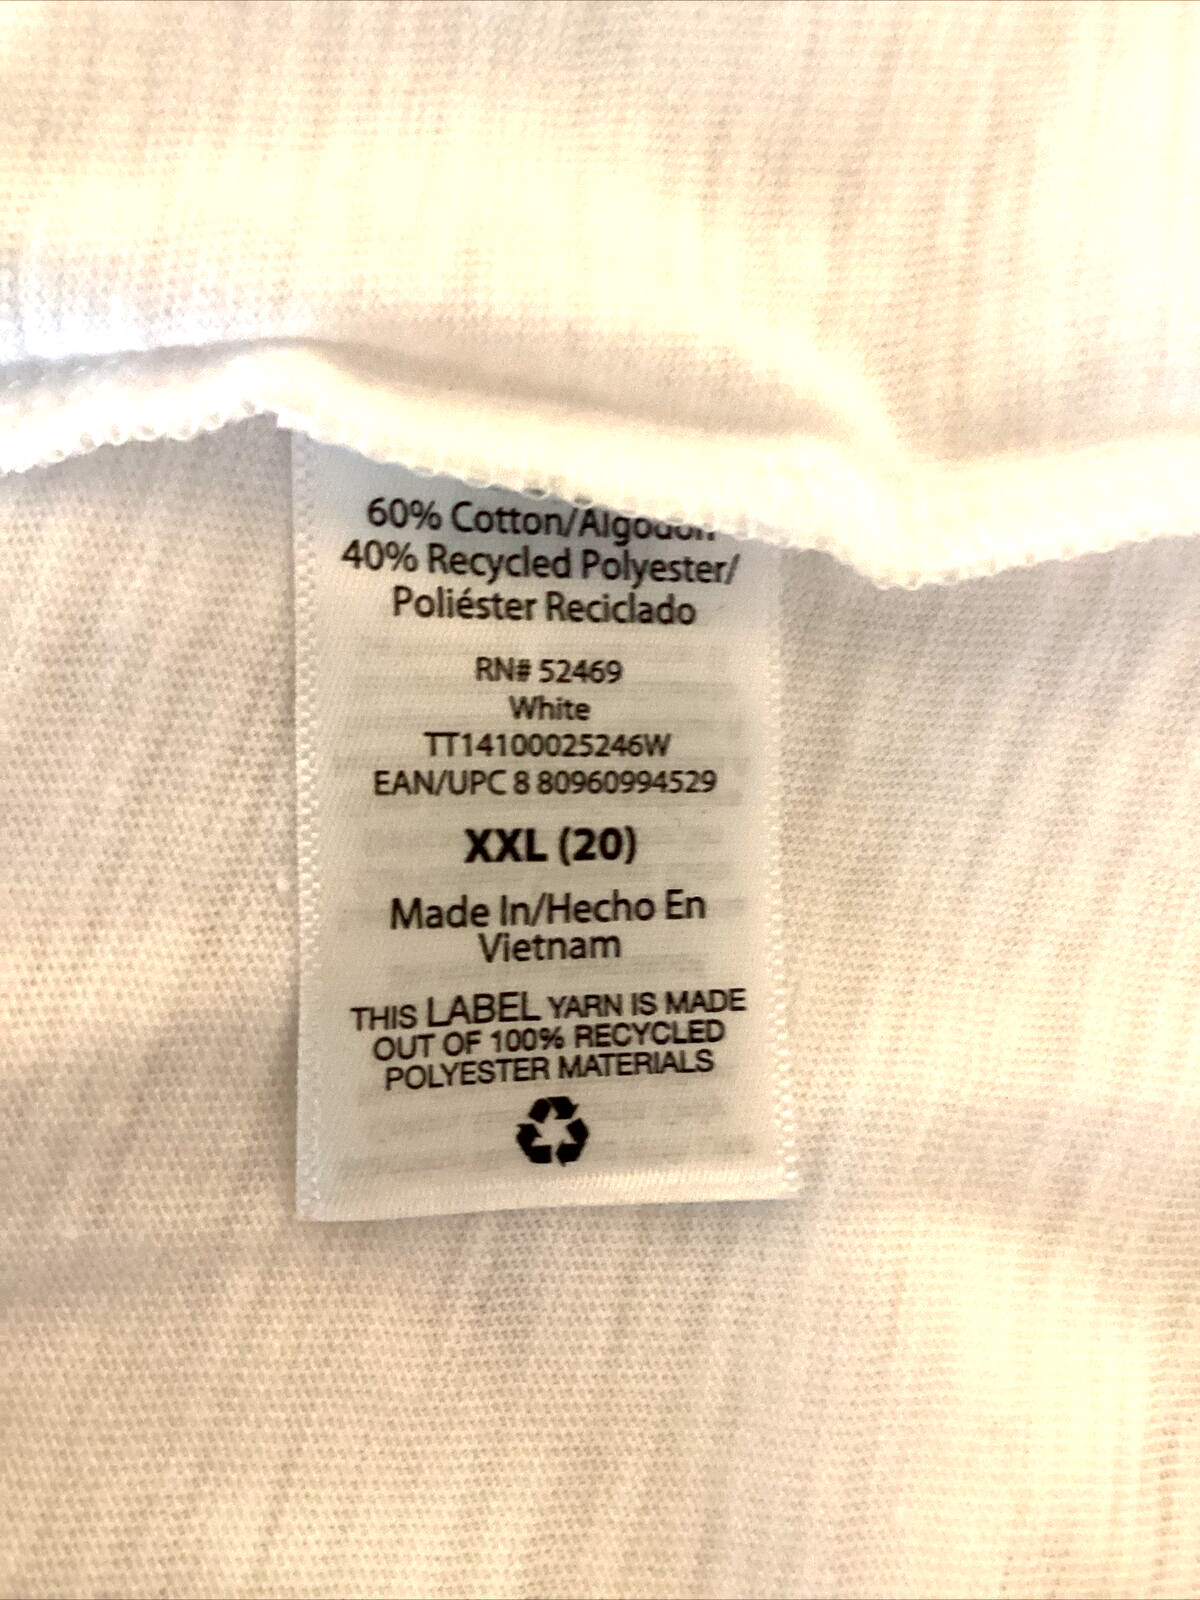 60% Cotton/Algodón
40% Recycled Polyester/
Poliéster Reciclado
RN# 52469
White
TT14100025246W
EAN/UPC 8 80960994529
XXL (20)
Made In/Hecho En
Vietnam
THIS LABEL YARN IS MADE
OUT OF 100% RECYCLED
POLYESTER MATERIALS